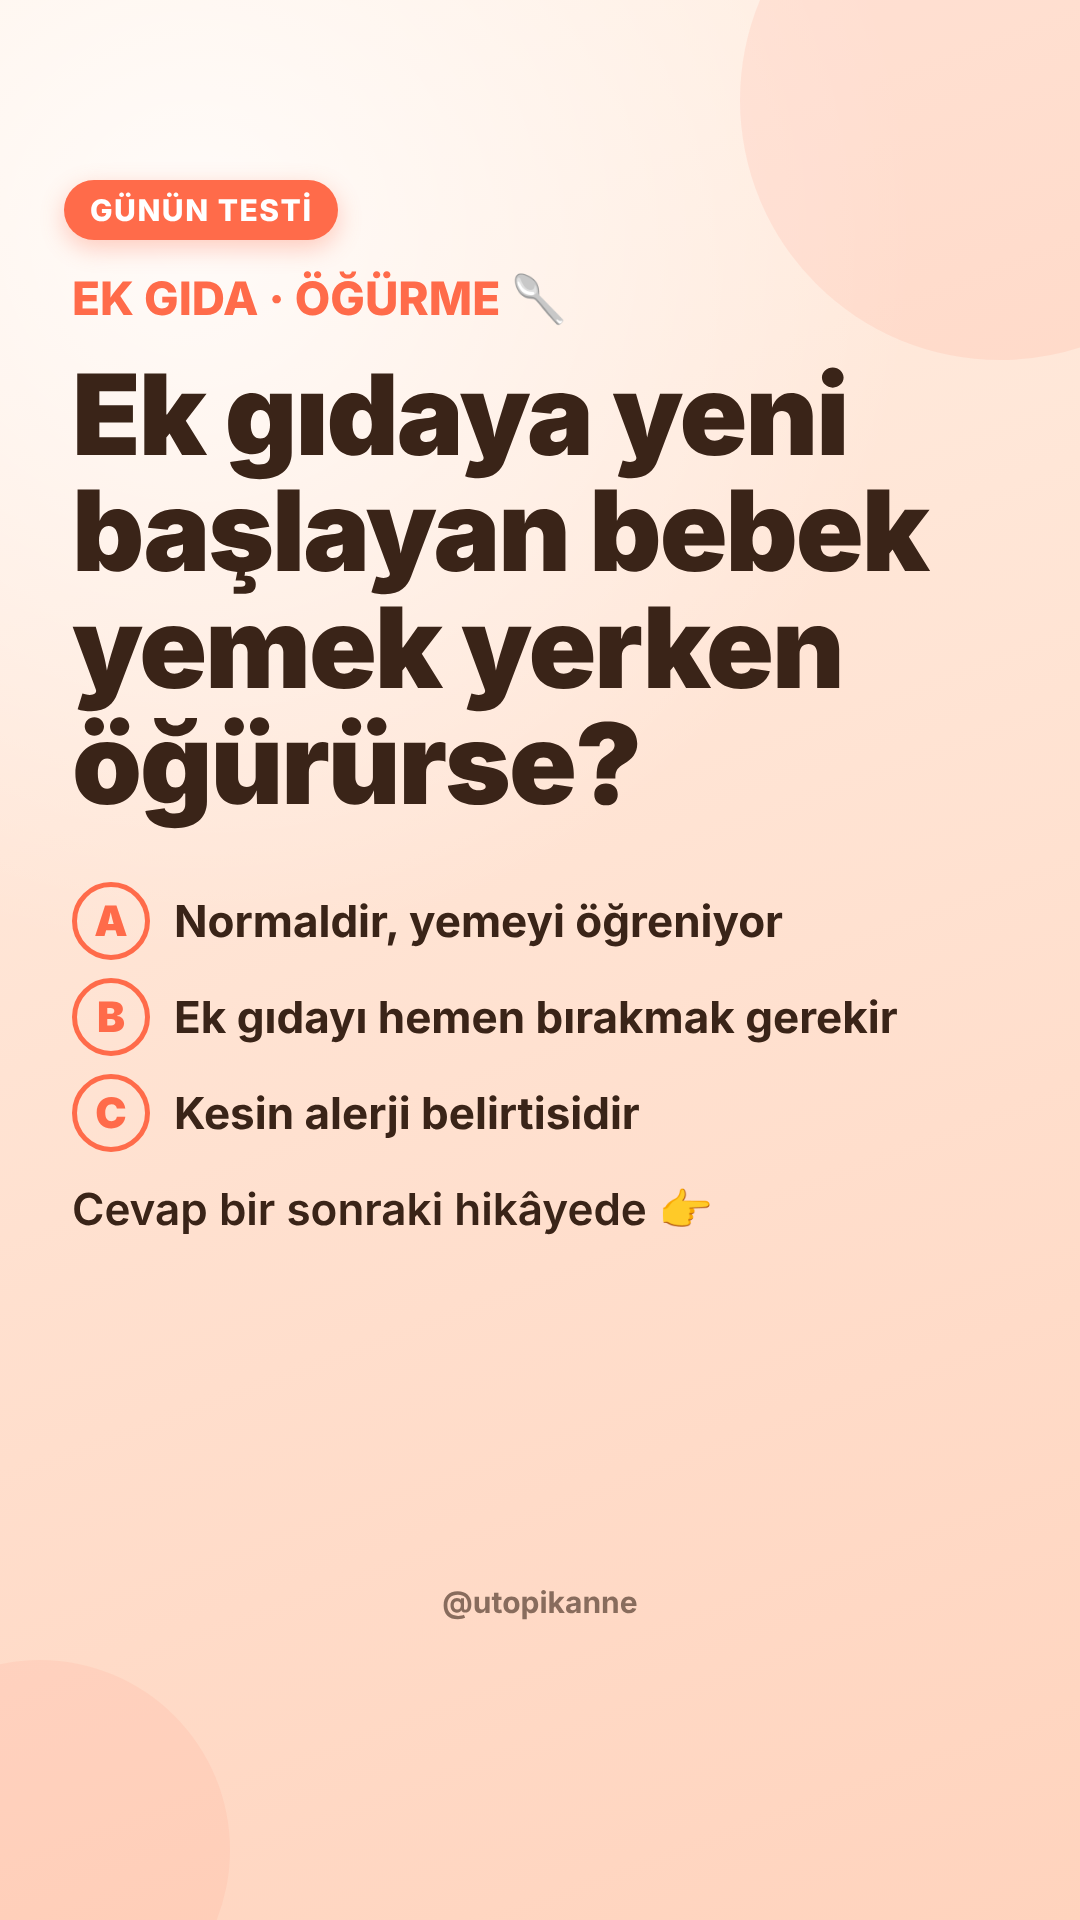 GÜNÜN TESTİ
EK GIDA · ÖĞÜRME 🥄
Ek gıdaya yeni
başlayan bebek
yemek yerken
öğürürse?
A Normaldir, yemeyi öğreniyor
B Ek gıdayı hemen bırakmak gerekir
C Kesin alerji belirtisidir
Cevap bir sonraki hikâyede 👉
@utopikanne